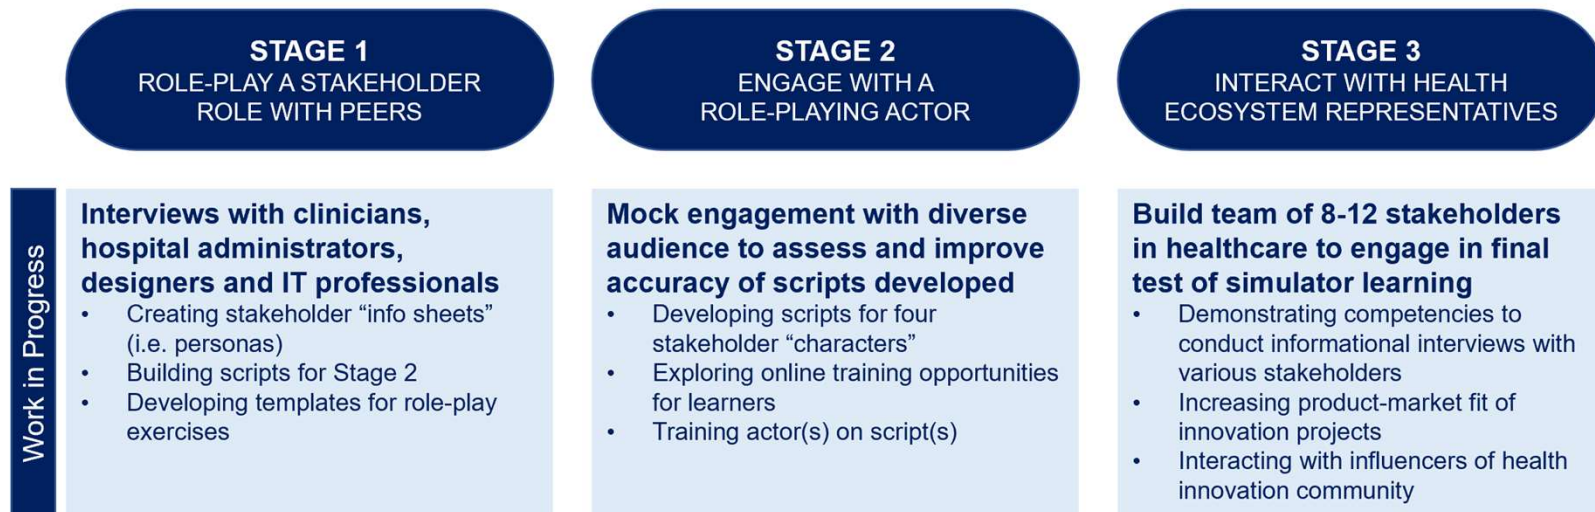 STAGE 1
ROLE-PLAY A STAKEHOLDER
ROLE WITH PEERS
STAGE 2
ENGAGE WITH A
ROLE-PLAYING ACTOR
STAGE 3
INTERACT WITH HEALTH
ECOSYSTEM REPRESENTATIVES
Work in Progress
Interviews with clinicians,
hospital administrators,
designers and IT professionals
• Creating stakeholder “info sheets”
(i.e. personas)
• Building scripts for Stage 2
• Developing templates for role-play
exercises
Mock engagement with diverse
audience to assess and improve
accuracy of scripts developed
• Developing scripts for four
stakeholder “characters”
• Exploring online training opportunities
for learners
• Training actor(s) on script(s)
Build team of 8-12 stakeholders
in healthcare to engage in final
test of simulator learning
• Demonstrating competencies to
conduct informational interviews with
various stakeholders
• Increasing product-market fit of
innovation projects
• Interacting with influencers of health
innovation community